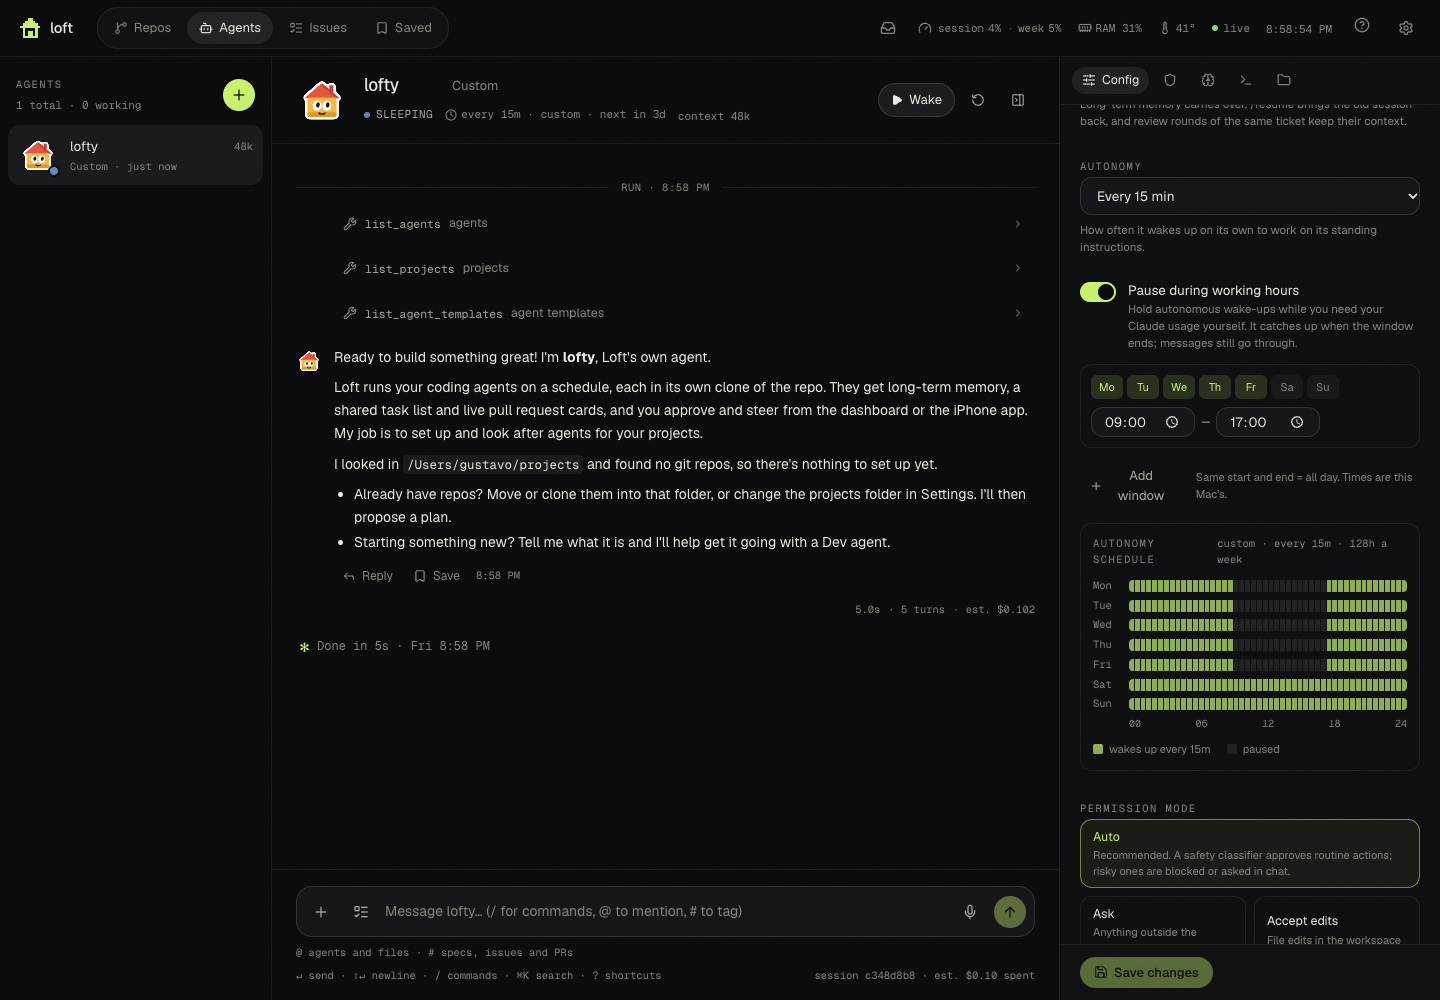 loft
Repos
Agents
Issues
Saved
session 4% · week 5%
RAM 31%
41°
live
8:58:54 PM
AGENTS
1 total · 0 working
lofty
48k
Custom · just now
lofty
Custom
SLEEPING
every 15m · custom · next in 3d
context 48k
Wake
RUN · 8:58 PM
list_agents agents
list_projects projects
list_agent_templates agent templates
Ready to build something great! I'm lofty, Loft's own agent.
Loft runs your coding agents on a schedule, each in its own clone of the repo. They get long-term memory, a
shared task list and live pull request cards, and you approve and steer from the dashboard or the iPhone app.
My job is to set up and look after agents for your projects.
I looked in /Users/gustavo/projects and found no git repos, so there's nothing to set up yet.
• Already have repos? Move or clone them into that folder, or change the projects folder in Settings. I'll then
propose a plan.
• Starting something new? Tell me what it is and I'll help get it going with a Dev agent.
Reply
Save
8:58 PM
5.0s · 5 turns · est. $0.102
Done in 5s · Fri 8:58 PM
Message lofty… (/ for commands, @ to mention, # to tag)
@ agents and files · # specs, issues and PRs
↵ send · ⇧↵ newline · / commands · ⌘K search · ? shortcuts
session c348d8b8 · est. $0.10 spent
Config
Long-term memory carries over, /resume brings the old session
back, and review rounds of the same ticket keep their context.
AUTONOMY
Every 15 min
How often it wakes up on its own to work on its standing
instructions.
Pause during working hours
Hold autonomous wake-ups while you need your
Claude usage yourself. It catches up when the window
ends; messages still go through.
Mo Tu We Th Fr Sa Su
09:00 – 17:00
+ Add
window
Same start and end = all day. Times are this
Mac's.
AUTONOMY
SCHEDULE
custom · every 15m · 128h a
week
Mon
Tue
Wed
Thu
Fri
Sat
Sun
00 06 12 18 24
wakes up every 15m
paused
PERMISSION MODE
Auto
Recommended. A safety classifier approves routine actions;
risky ones are blocked or asked in chat.
Ask
Anything outside the
Accept edits
File edits in the workspace
Save changes